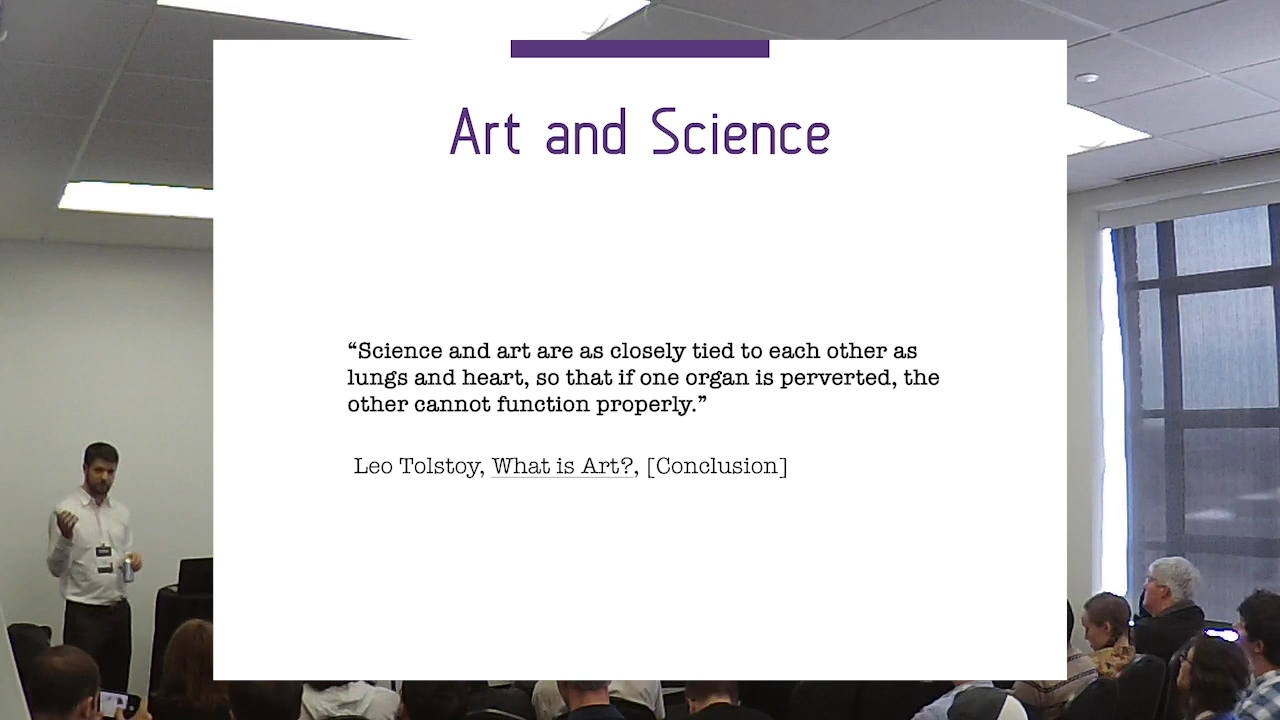 Art and Science
“Science and art are as closely tied to each other as
lungs and heart, so that if one organ is perverted, the
other cannot function properly.”
Leo Tolstoy, What is Art?, [Conclusion]